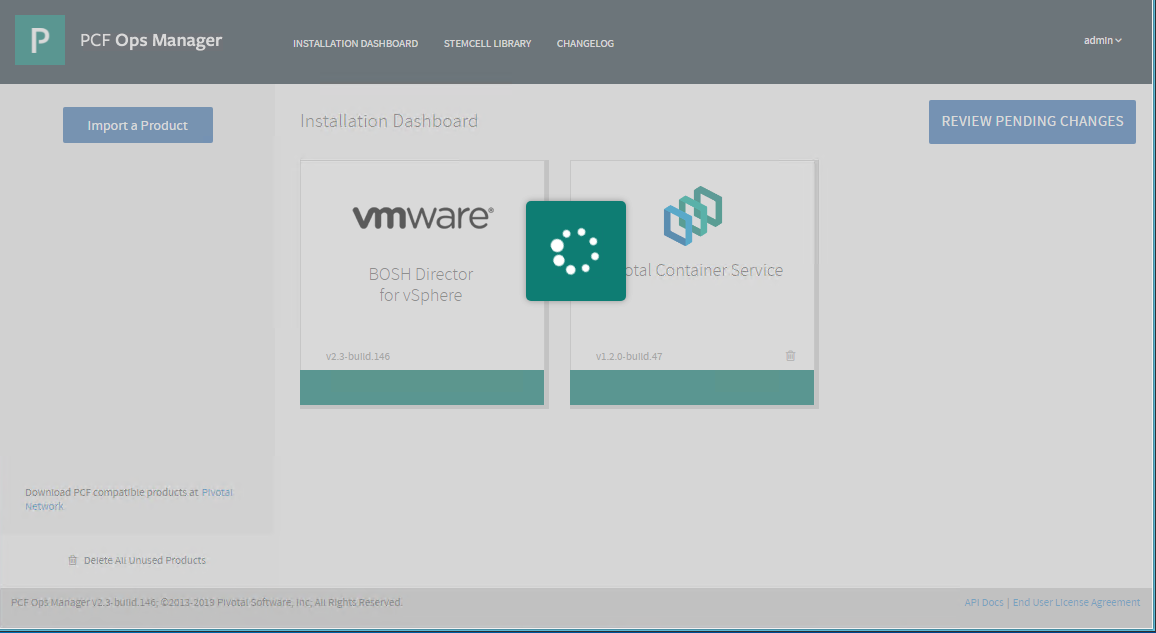 P PCF Ops Manager
INSTALLATION DASHBOARD STEMCELL LIBRARY CHANGELOG
admin
Import a Product
Installation Dashboard
REVIEW PENDING CHANGES
vmware®
BOSH Director
for vSphere
v2.3-build.146
otal Container Service
v1.2.0-build.47
Download PCF compatible products at Pivotal
Network
Delete All Unused Products
PCF Ops Manager v2.3-build.146; ©2013-2019 Pivotal Software, Inc; All Rights Reserved.
API Docs | End User License Agreement